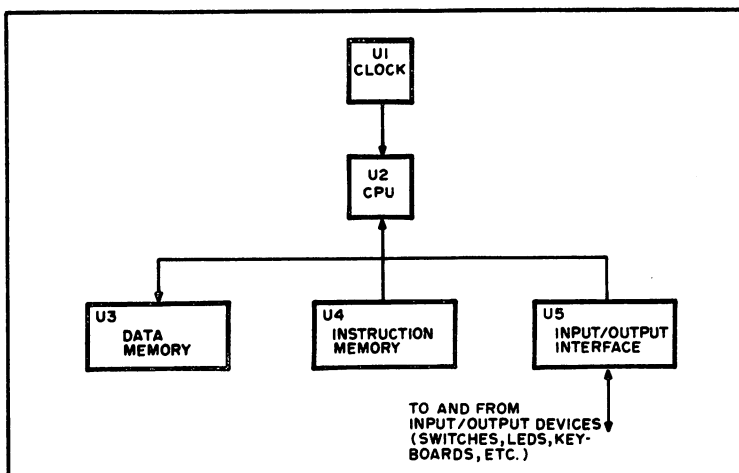 U1
CLOCK
U2
CPU
U3
DATA
MEMORY
U4
INSTRUCTION
MEMORY
U5
INPUT/OUTPUT
INTERFACE
TO AND FROM
INPUT/OUTPUT DEVICES
(SWITCHES, LEDS, KEY-
BOARDS, ETC.)